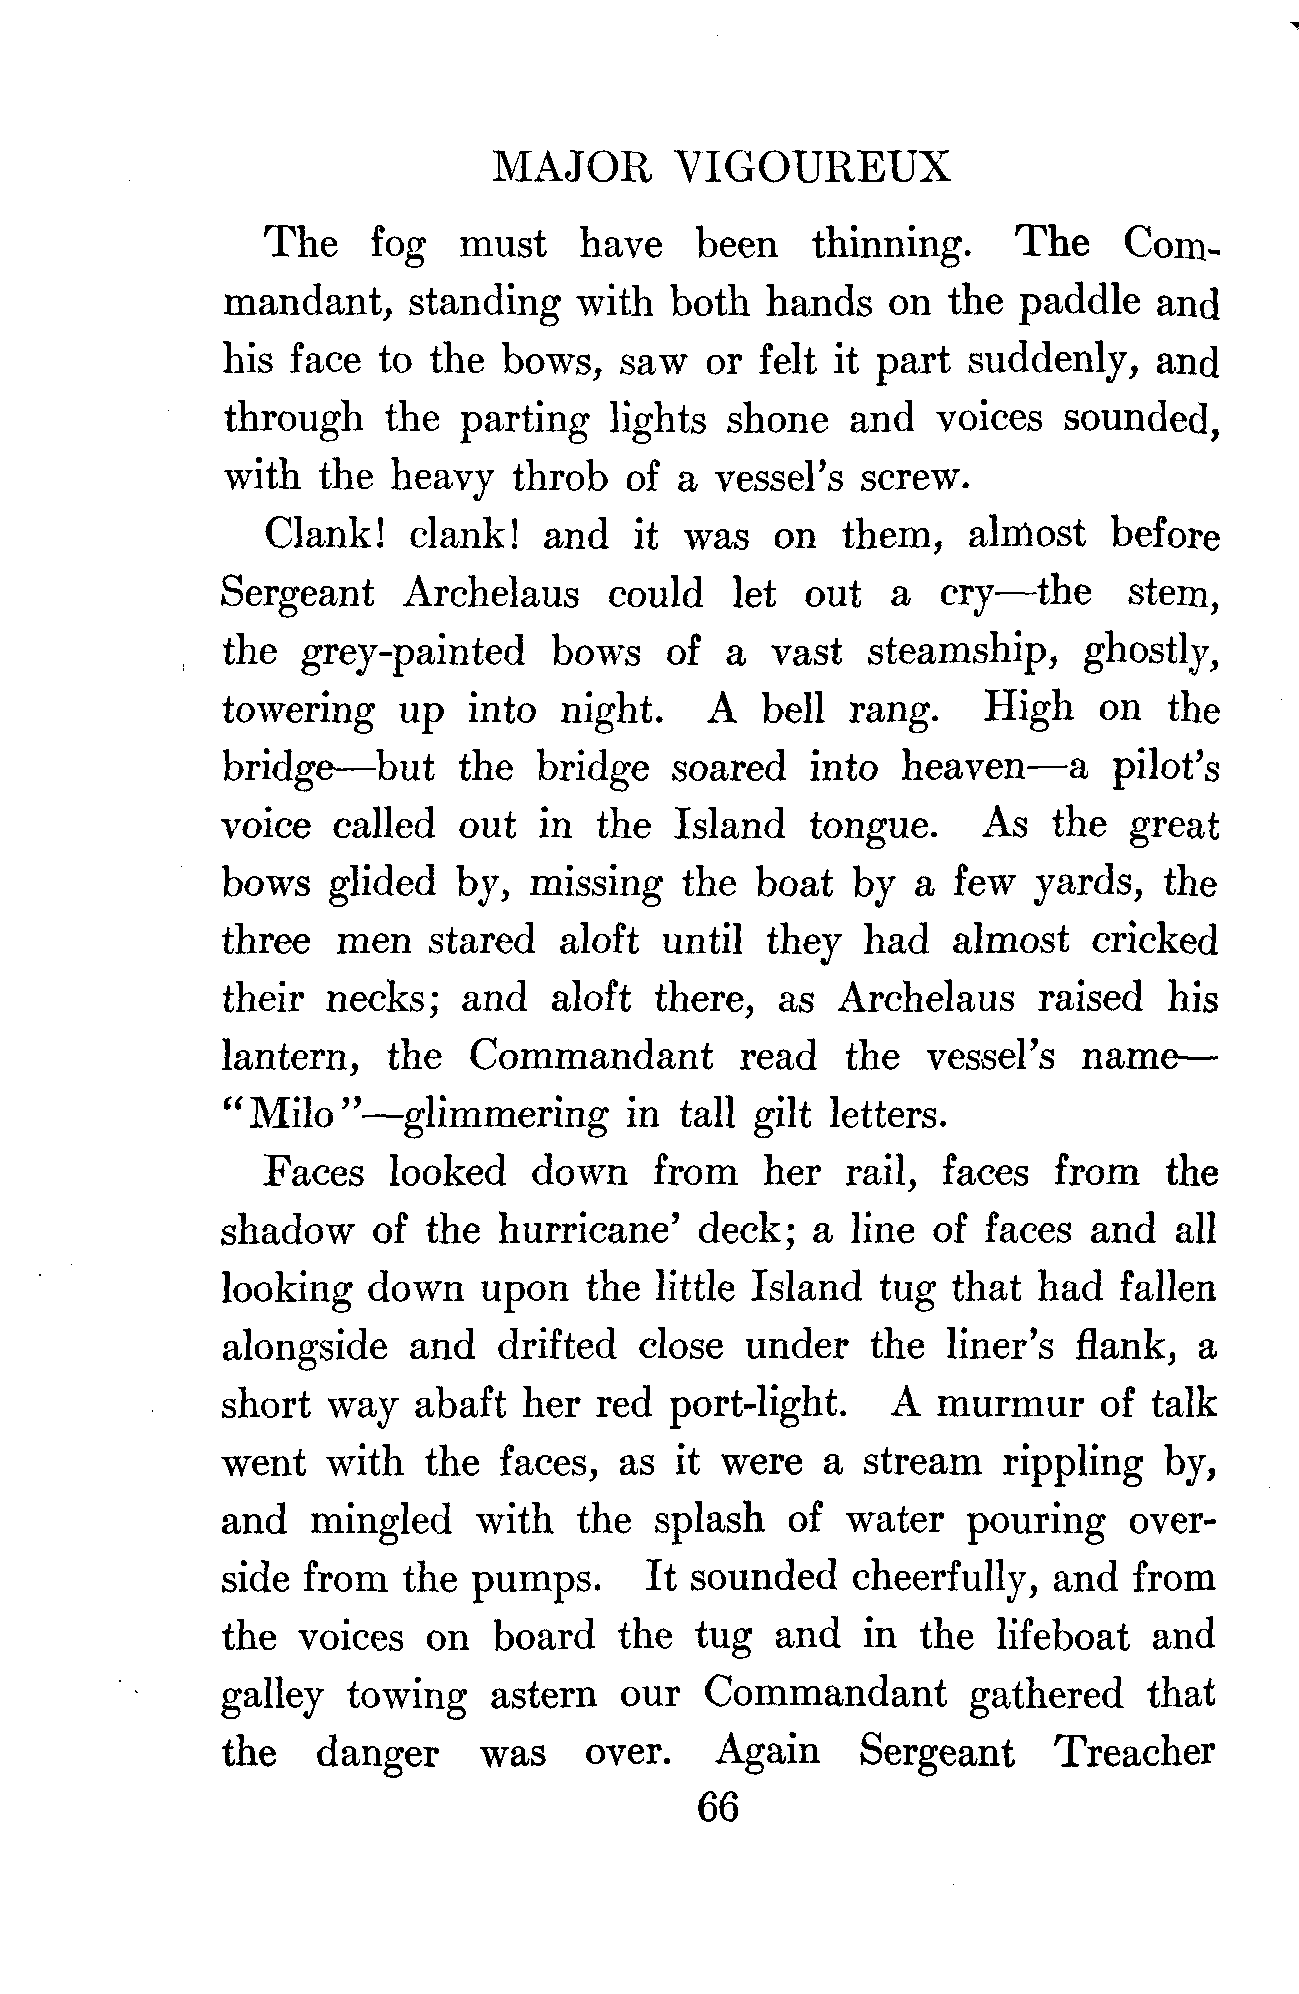 MAJOR VIGOUREUX
The fog must have been thinning. The Com-
mandant, standing with both hands on the paddle and
his face to the bows, saw or felt it part suddenly, and
through the parting lights shone and voices sounded,
with the heavy throb of a vessel's screw.
Clank! clank! and it was on them, almost before
Sergeant Archelaus could let out a cry—the stem,
the grey-painted bows of a vast steamship, ghostly,
towering up into night. A bell rang. High on the
bridge—but the bridge soared into heaven—a pilot's
voice called out in the Island tongue. As the great
bows glided by, missing the boat by a few yards, the
three men stared aloft until they had almost cricked
their necks; and aloft there, as Archelaus raised his
lantern, the Commandant read the vessel's name—
"Milo"—glimmering in tall gilt letters.
Faces looked down from her rail, faces from the
shadow of the hurricane' deck; a line of faces and all
looking down upon the little Island tug that had fallen
alongside and drifted close under the liner's flank, a
short way abaft her red port-light. A murmur of talk
went with the faces, as it were a stream rippling by,
and mingled with the splash of water pouring over-
side from the pumps. It sounded cheerfully, and from
the voices on board the tug and in the lifeboat and
galley towing astern our Commandant gathered that
the danger was over. Again Sergeant Treacher
66